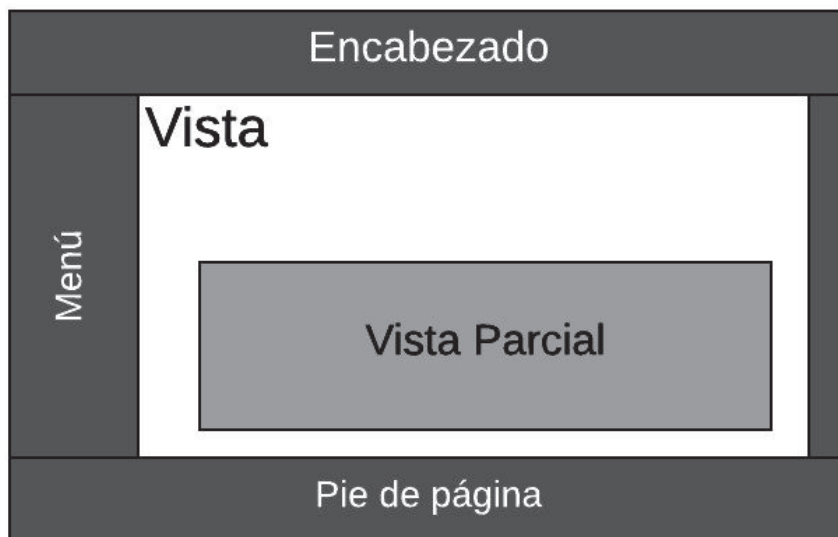 Encabezado
Vista
Menú
Vista Parcial
Pie de página